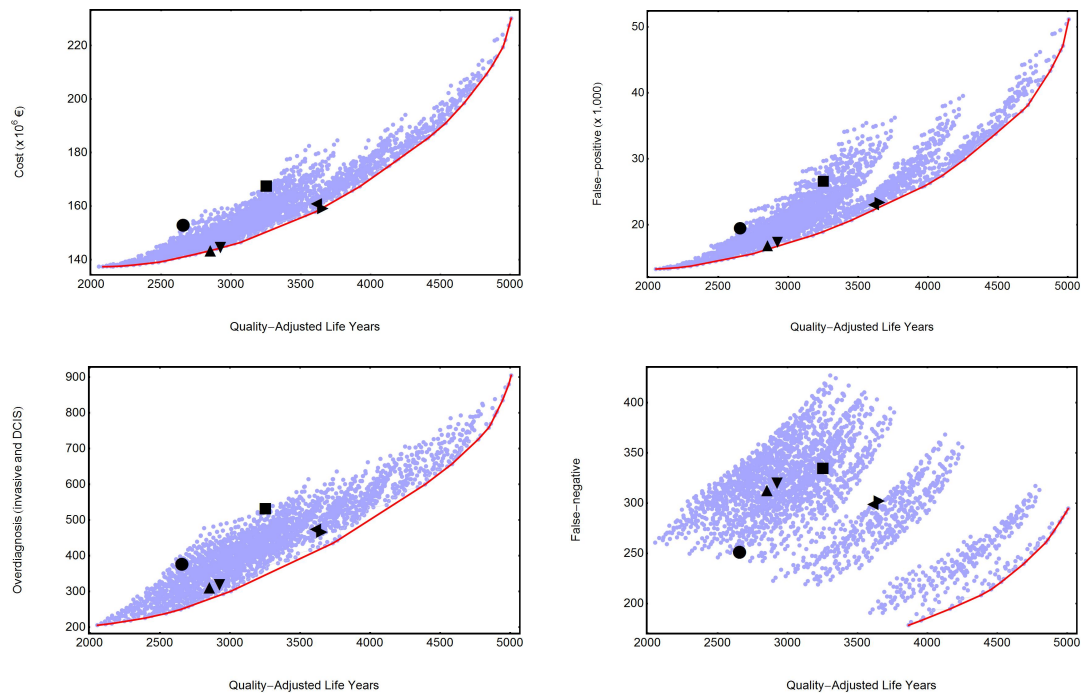 Cost (x 10⁶ €)
220
200
180
160
140
2000 2500 3000 3500 4000 4500 5000
Quality−Adjusted Life Years
False−positive (x 1,000)
50
40
30
20
2000 2500 3000 3500 4000 4500 5000
Quality−Adjusted Life Years
Overdiagnosis (invasive and DCIS)
900
800
700
600
500
400
300
200
2000 2500 3000 3500 4000 4500 5000
Quality−Adjusted Life Years
False−negative
400
350
300
250
200
2000 2500 3000 3500 4000 4500 5000
Quality−Adjusted Life Years